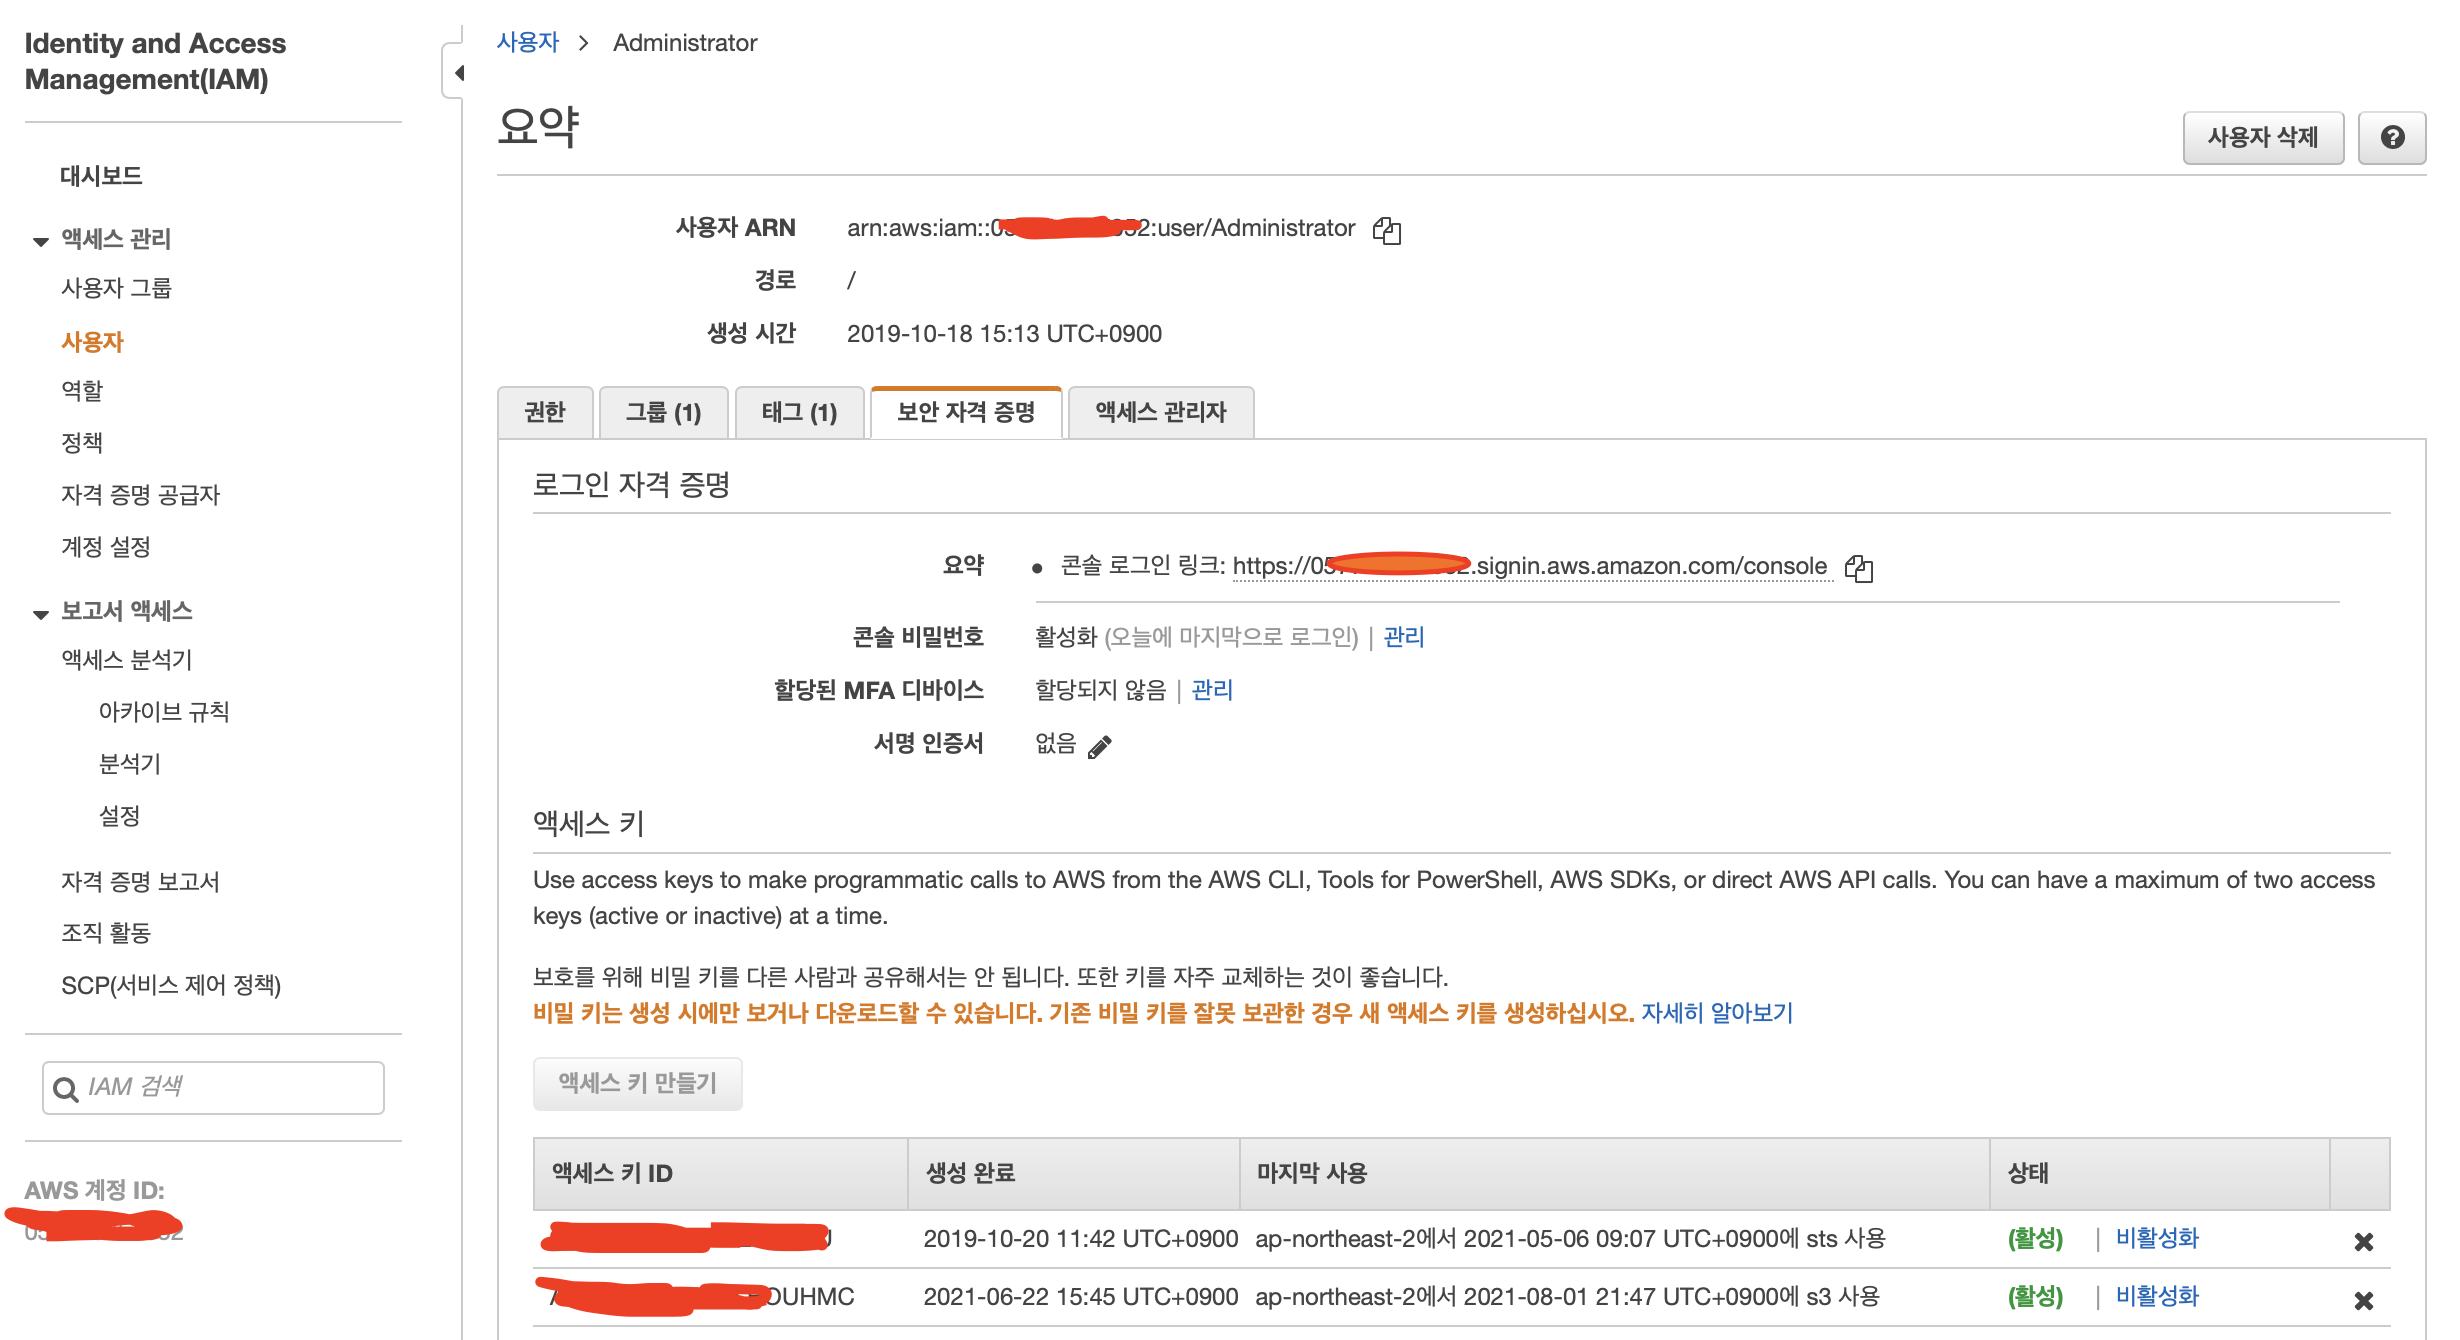 Identity and Access
Management(IAM)
대시보드
액세스 관리
사용자 그룹
사용자
역할
정책
자격 증명 공급자
계정 설정
보고서 액세스
액세스 분석기
아카이브 규칙
분석기
설정
자격 증명 보고서
조직 활동
SCP(서비스 제어 정책)
IAM 검색
AWS 계정 ID:
사용자 > Administrator
요약
사용자 삭제
사용자 ARN arn:aws:iam:: :user/Administrator
경로 /
생성 시간 2019-10-18 15:13 UTC+0900
권한 그룹 (1) 태그 (1) 보안 자격 증명 액세스 관리자
로그인 자격 증명
요약 • 콘솔 로그인 링크: https:// .signin.aws.amazon.com/console
콘솔 비밀번호 활성화 (오늘에 마지막으로 로그인) | 관리
할당된 MFA 디바이스 할당되지 않음 | 관리
서명 인증서 없음
액세스 키
Use access keys to make programmatic calls to AWS from the AWS CLI, Tools for PowerShell, AWS SDKs, or direct AWS API calls. You can have a maximum of two access
keys (active or inactive) at a time.
보호를 위해 비밀 키를 다른 사람과 공유해서는 안 됩니다. 또한 키를 자주 교체하는 것이 좋습니다.
비밀 키는 생성 시에만 보거나 다운로드할 수 있습니다. 기존 비밀 키를 잘못 보관한 경우 새 액세스 키를 생성하십시오. 자세히 알아보기
액세스 키 만들기
액세스 키 ID 생성 완료 마지막 사용 상태
2019-10-20 11:42 UTC+0900 ap-northeast-2에서 2021-05-06 09:07 UTC+0900에 sts 사용 (활성) | 비활성화
OUHMC 2021-06-22 15:45 UTC+0900 ap-northeast-2에서 2021-08-01 21:47 UTC+0900에 s3 사용 (활성) | 비활성화